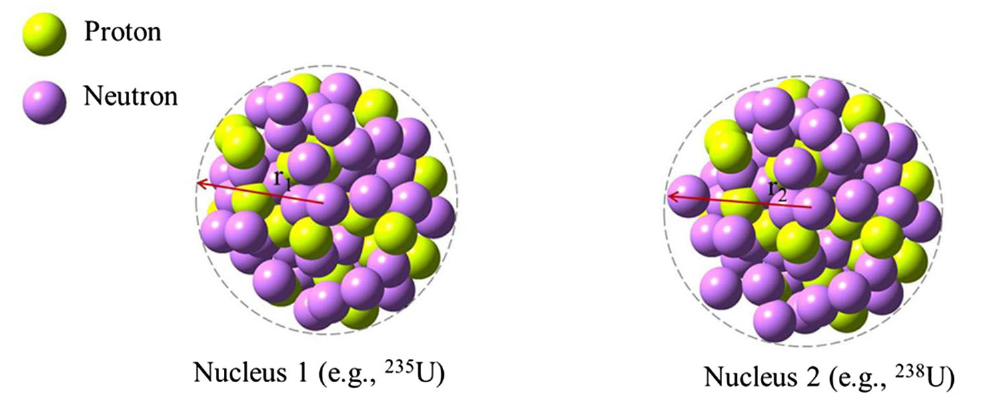 Proton
Neutron
r₁
r₂
Nucleus 1 (e.g., ²³⁵U)
Nucleus 2 (e.g., ²³⁸U)